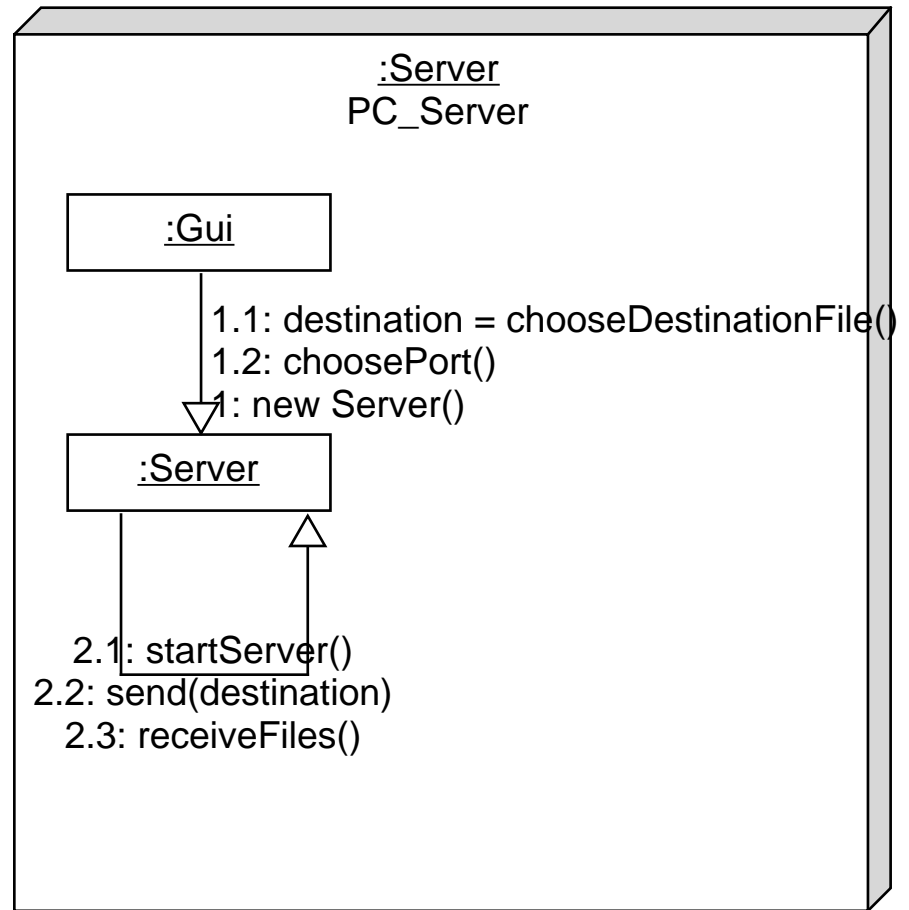 :Server
PC_Server
:Gui
1.1: destination = chooseDestinationFile()
1.2: choosePort()
1: new Server()
:Server
2.1: startServer()
2.2: send(destination)
2.3: receiveFiles()